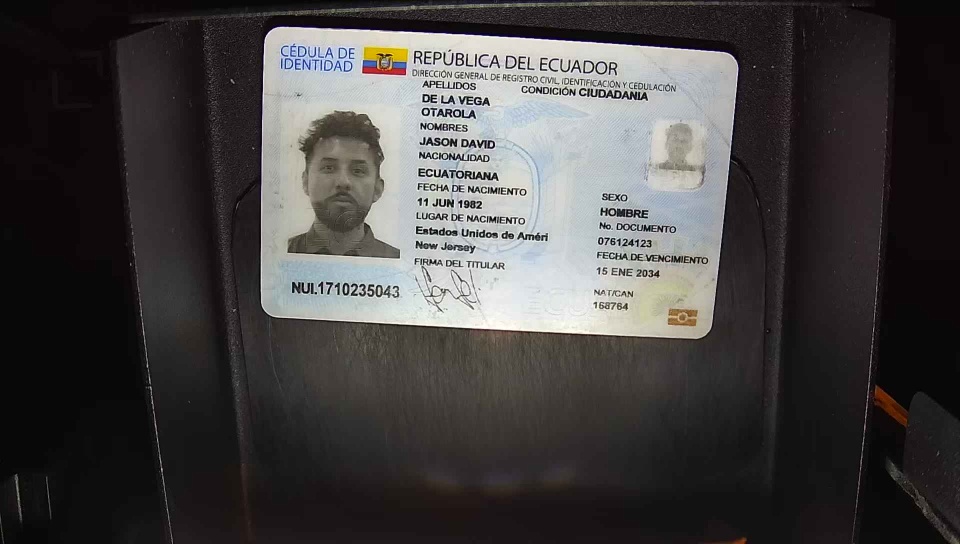 CÉDULA DE
IDENTIDAD
REPÚBLICA DEL ECUADOR
DIRECCIÓN GENERAL DE REGISTRO CIVIL, IDENTIFICACIÓN Y CEDULACIÓN
APELLIDOS
CONDICIÓN CIUDADANIA
DE LA VEGA
OTAROLA
NOMBRES
JASON DAVID
NACIONALIDAD
ECUATORIANA
FECHA DE NACIMIENTO
11 JUN 1982
LUGAR DE NACIMIENTO
Estados Unidos de Améri
New Jersey
FIRMA DEL TITULAR
SEXO
HOMBRE
No. DOCUMENTO
076124123
FECHA DE VENCIMIENTO
15 ENE 2034
NAT/CAN
168764
NUI.1710235043